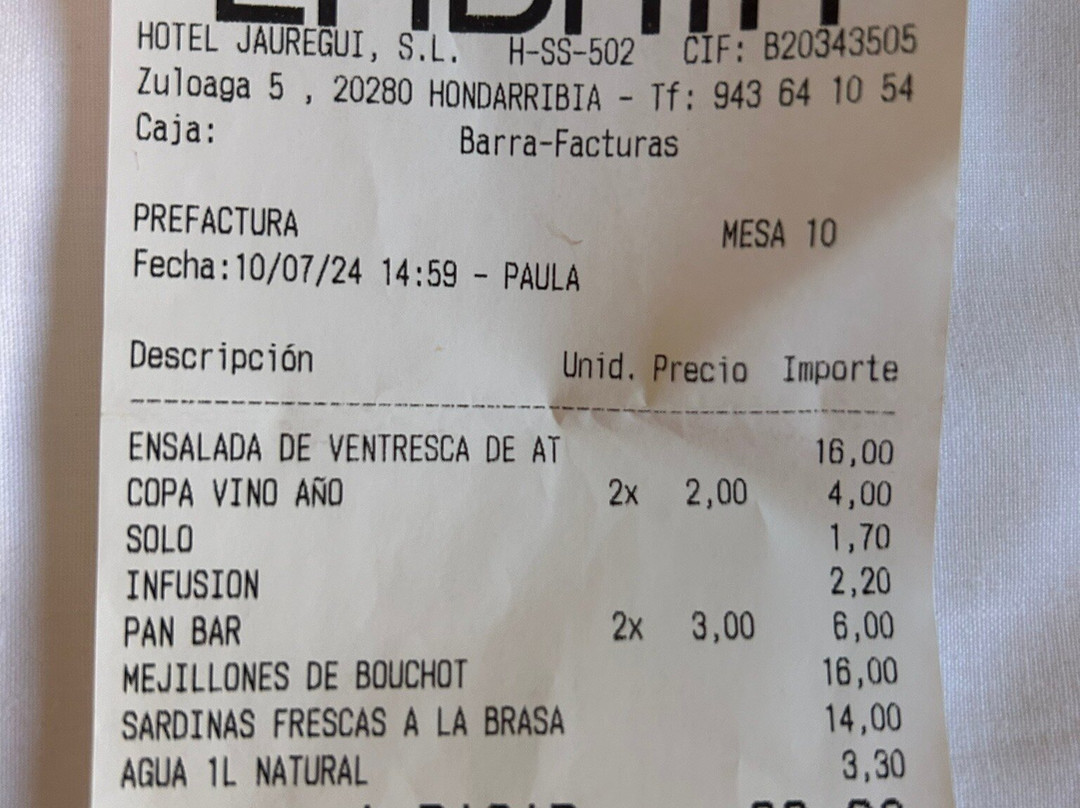 HOTEL JAUREGUI, S.L. H-SS-502 CIF: B20343505
Zuloaga 5 , 20280 HONDARRIBIA - Tf: 943 64 10 54
Caja: Barra-Facturas
PREFACTURA MESA 10
Fecha:10/07/24 14:59 - PAULA
Descripción Unid. Precio Importe
ENSALADA DE VENTRESCA DE AT 16,00
COPA VINO AÑO 2x 2,00 4,00
SOLO 1,70
INFUSION 2,20
PAN BAR 2x 3,00 6,00
MEJILLONES DE BOUCHOT 16,00
SARDINAS FRESCAS A LA BRASA 14,00
AGUA 1L NATURAL 3,30